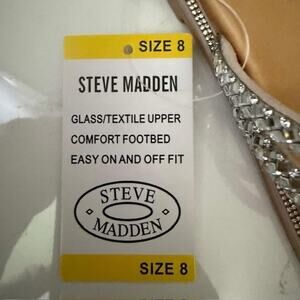 SIZE 8
STEVE MADDEN
GLASS/TEXTILE UPPER
COMFORT FOOTBED
EASY ON AND OFF FIT
STEVE
MADDEN
SIZE 8